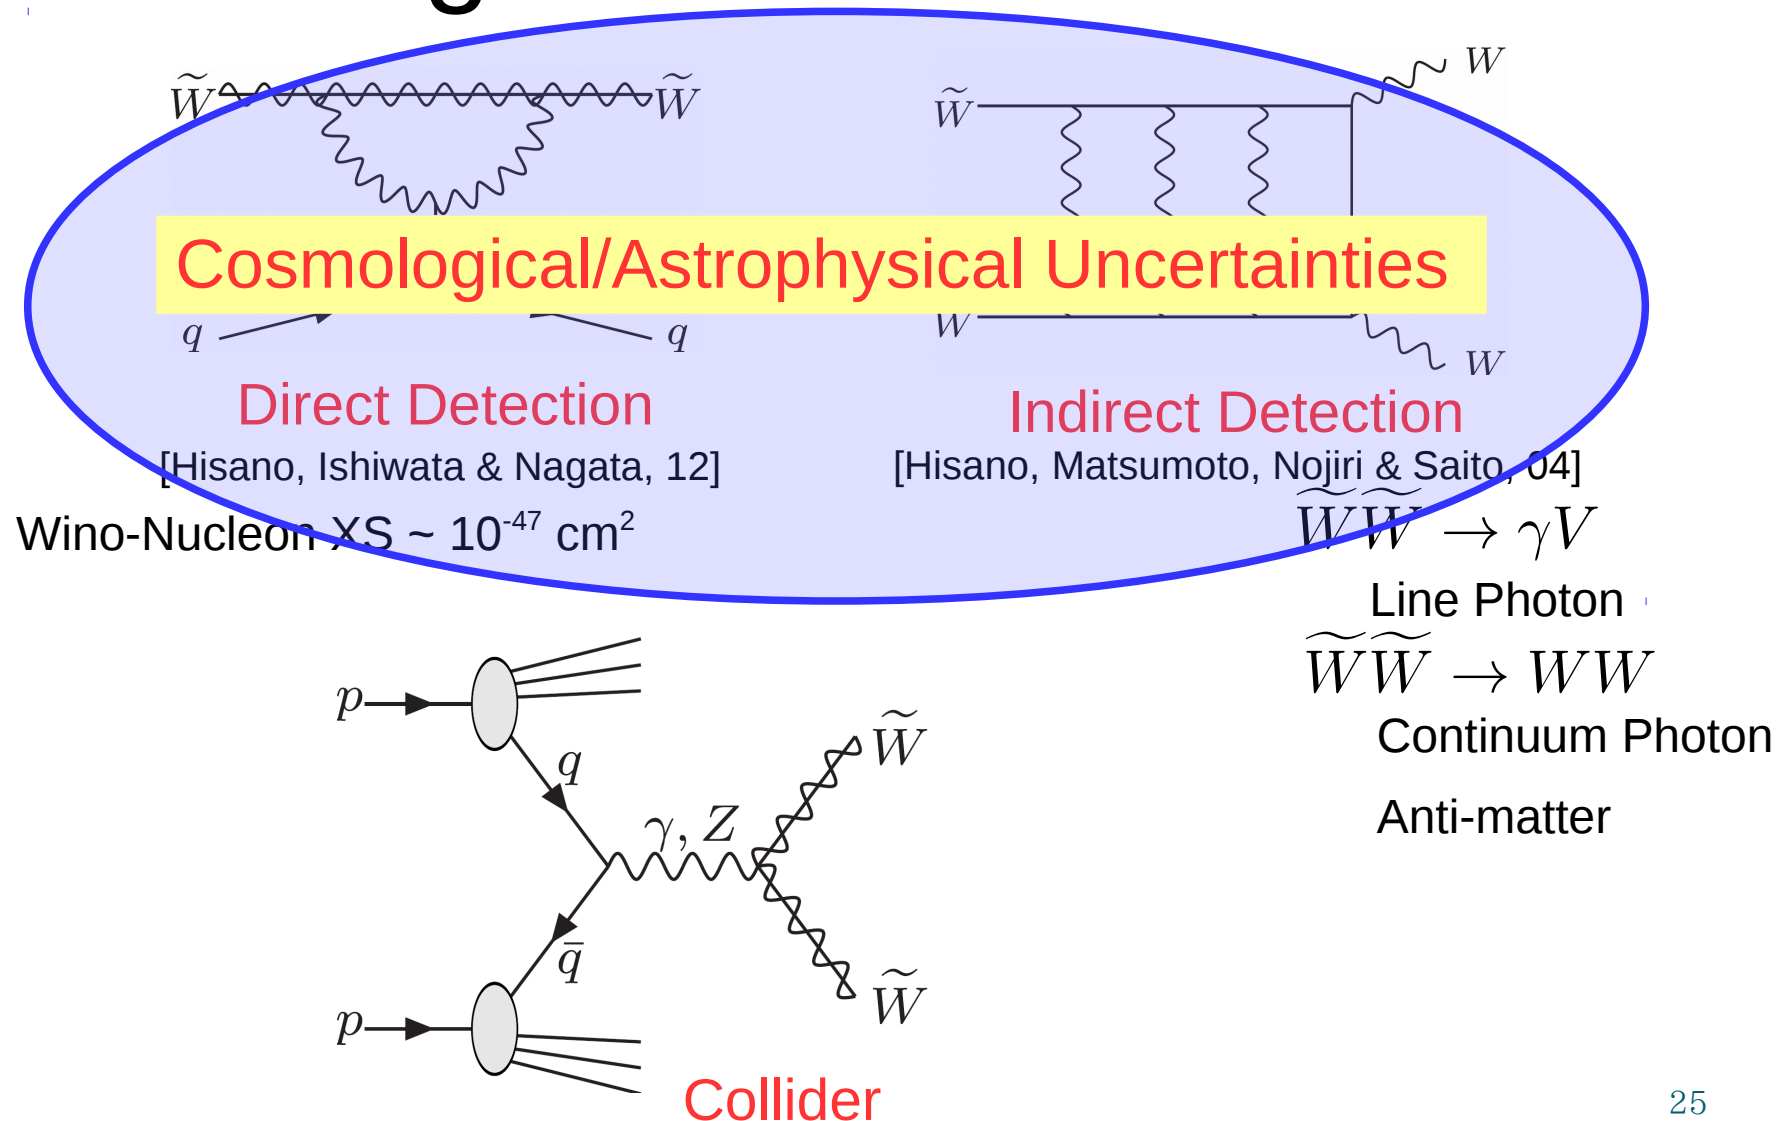 W̃ W̃
W̃ W
Cosmological/Astrophysical Uncertainties
q q
W̃ W
Direct Detection
Indirect Detection
[Hisano, Ishiwata & Nagata, 12]
[Hisano, Matsumoto, Nojiri & Saito, 04]
Wino-Nucleon XS ~ 10⁻⁴⁷ cm²
W̃W̃ → γV
Line Photon
W̃W̃ → WW
Continuum Photon
Anti-matter
p
q
γ, Z
W̃
q̄
W̃
p
Collider
25